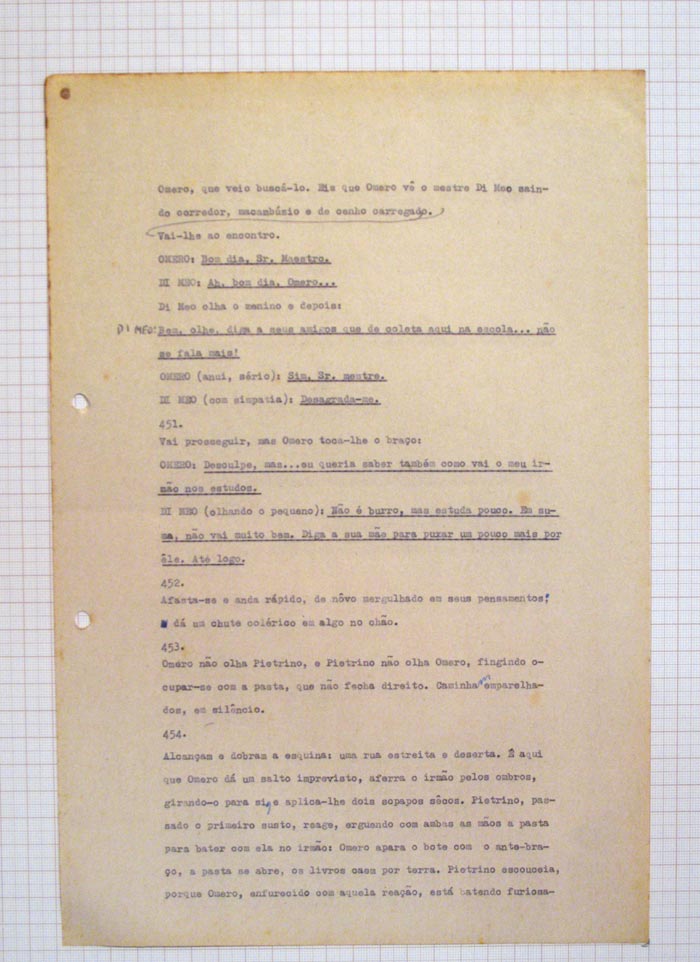 Omero, que veio buscá-lo. Eis que Omero vê o mestre Di Meo sain-
do corredor, macambúzio e de cenho carregado.
Vai-lhe ao encontro.
OMERO: Bom dia, Sr. Maestro.
DI MEO: Ah, bom dia, Omero...
Di Meo olha o menino e depois:
DI MEO: Bem, olhe, diga a seus amigos que de coleta aqui na escola... não
se fala mais!
OMERO (anui, sério): Sim, Sr. mestre.
DI MEO (com simpatia): Desagrada-me.
451.
Vai prosseguir, mas Omero toca-lhe o braço:
OMERO: Desculpe, mas...eu queria saber também como vai o meu ir-
mão nos estudos.
DI MEO (olhando o pequeno): Não é burro, mas estuda pouco. Em su-
ma, não vai muito bem. Diga a sua mãe para puxar um pouco mais por
êle. Até logo.
452.
Afasta-se e anda rápido, de nôvo mergulhado em seus pensamentos;
dá um chute colérico em algo no chão.
453.
Omero não olha Pietrino, e Pietrino não olha Omero, fingindo o-
cupar-se com a pasta, que não fecha direito. Caminham emparelha-
dos, em silêncio.
454.
Alcançam e dobram a esquina: uma rua estreita e deserta. É aqui
que Omero dá um salto imprevisto, aferra o irmão pelos ombros,
girando-o para si, e aplica-lhe dois sopapos sêcos. Pietrino, pas-
sado o primeiro susto, reage, erguendo com ambas as mãos a pasta
para bater com ela no irmão: Omero apara o bote com o ante-bra-
ço, a pasta se abre, os livros caem por terra. Pietrino escouceia,
porque Omero, enfurecido com aquela reação, está batendo furiosa-